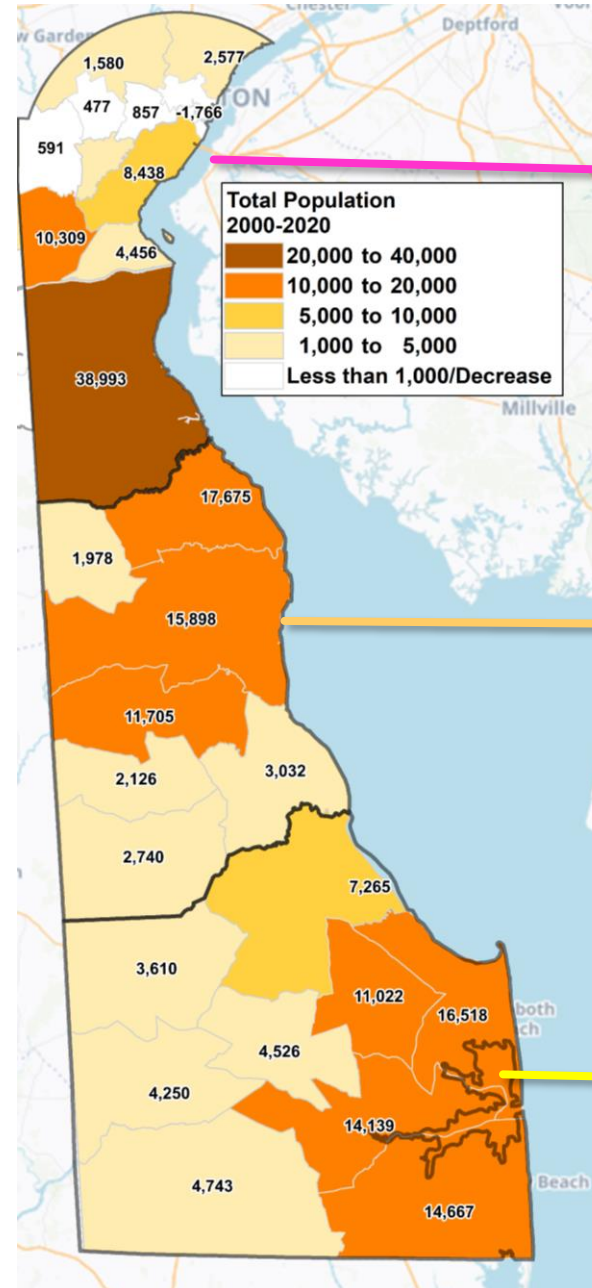 Chester
Deptford
w Garden
1,580
2,577
477
857
-1,766
TON
591
8,438
10,309
4,456
Total Population
2000-2020
20,000 to 40,000
10,000 to 20,000
5,000 to 10,000
1,000 to 5,000
Less than 1,000/Decrease
38,993
Millville
17,675
1,978
15,898
11,705
2,126
3,032
2,740
7,265
3,610
11,022
16,518
both
ch
4,526
4,250
14,139
4,743
Beach
14,667